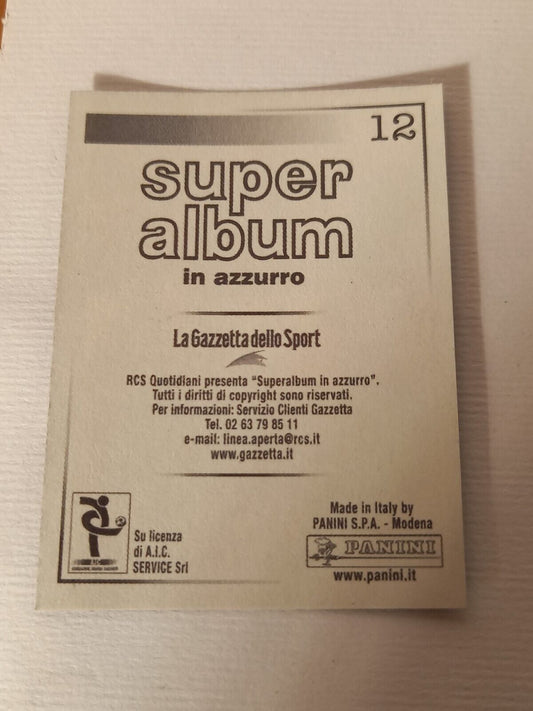 12
super
album
in azzurro
La Gazzetta dello Sport
RCS Quotidiani presenta "Superalbum in azzurro".
Tutti i diritti di copyright sono riservati.
Per informazioni: Servizio Clienti Gazzetta
Tel. 02 63 79 85 11
e-mail: linea.aperta@rcs.it
www.gazzetta.it
Su licenza
di A.I.C.
SERVICE Srl
Made in Italy by
PANINI S.P.A. - Modena
PANINI
www.panini.it